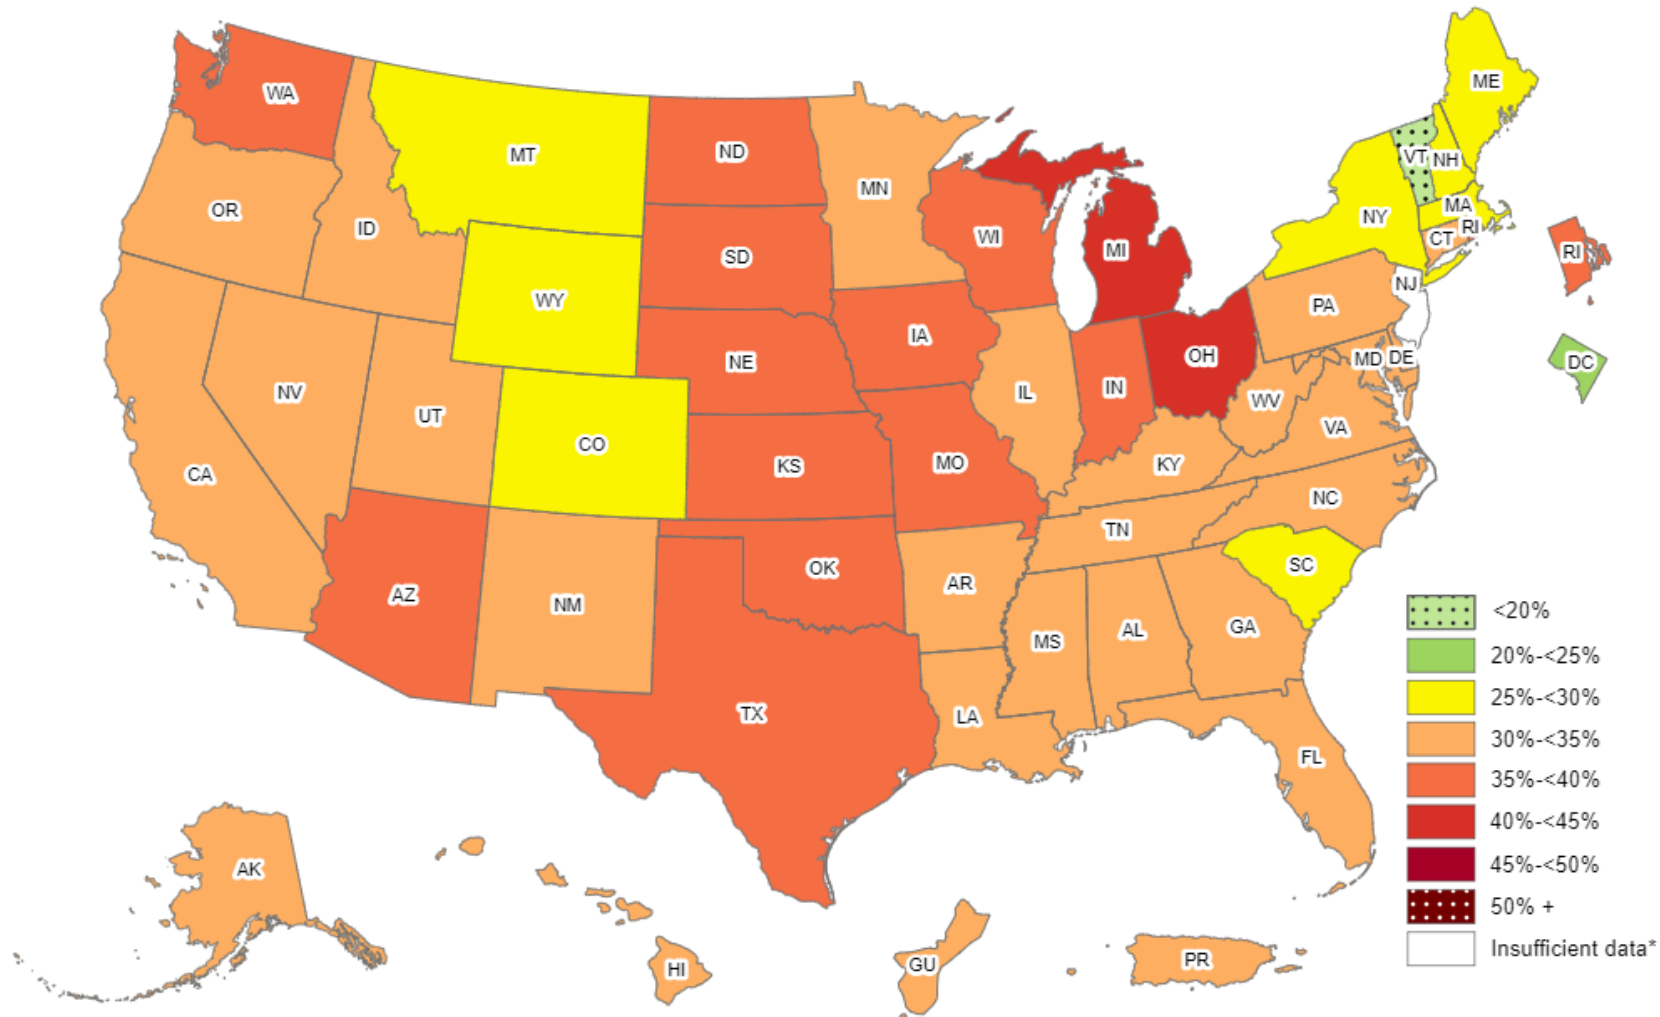 WA
MT
ND
MN
ME
VT
NH
OR
ID
SD
WI
MI
NY
MA
RI
CT
RI
WY
NE
IA
PA
NJ
DC
NV
UT
CO
IL
IN
OH
MD
DE
WV
VA
CA
KS
MO
KY
NC
AZ
NM
OK
AR
TN
SC
MS
AL
GA
TX
LA
FL
AK
HI
GU
PR
<20%
20%-<25%
25%-<30%
30%-<35%
35%-<40%
40%-<45%
45%-<50%
50% +
Insufficient data*